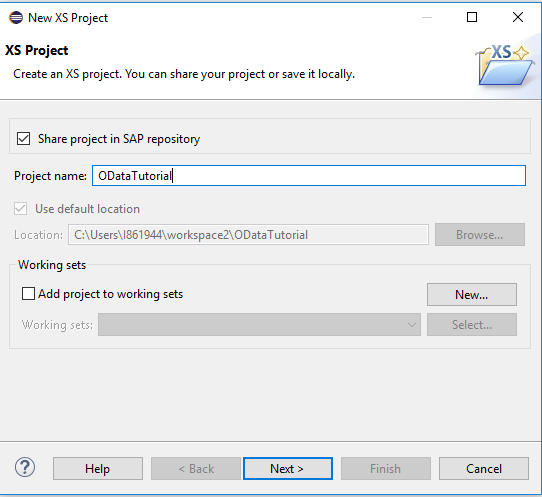 New XS Project
XS Project
Create an XS project. You can share your project or save it locally.
XS
Share project in SAP repository
Project name: ODataTutorial
Use default location
Location: C:\Users\I861944\workspace2\ODataTutorial Browse...
Working sets
Add project to working sets New...
Working sets: Select...
? Help < Back Next > Finish Cancel